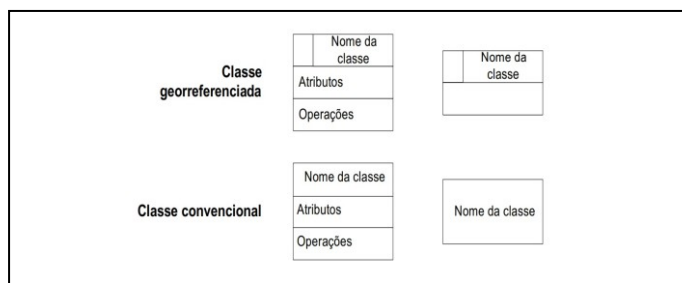 Nome da
classe
Nome da
classe
Classe
georreferenciada
Atributos
Operações
Nome da classe
Classe convencional
Atributos
Nome da classe
Operações